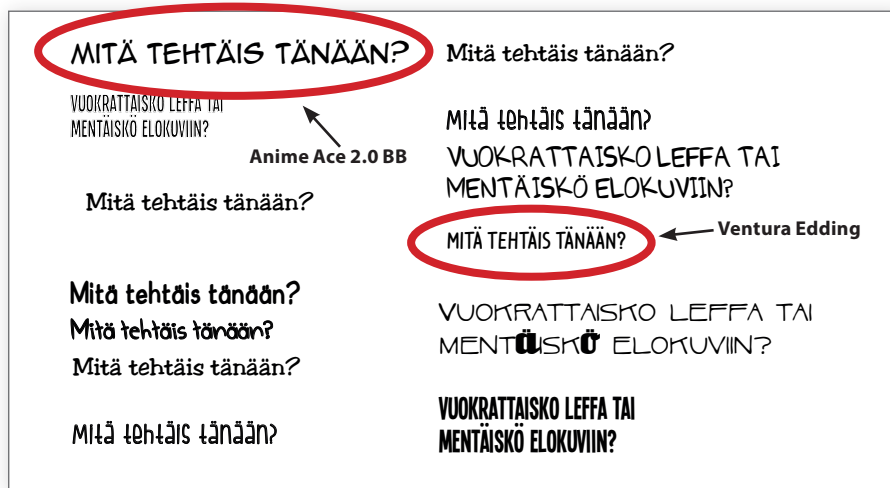 MITÄ TEHTÄIS TÄNÄÄN?
VUOKRATTAISKO LEFFA TAI
MENTÄISKÖ ELOKUVIIN?
Anime Ace 2.0 BB
Mitä tehtäis tänään?
Mitä tehtäis tänään?
Mitä tehtäis tänään?
Mitä tehtäis tänään?
Mitä tehtäis tänään?
Mitä tehtäis tänään?
Mitä tehtäis tänään?
VUOKRATTAISKO LEFFA TAI
MENTÄISKÖ ELOKUVIIN?
MITÄ TEHTÄIS TÄNÄÄN?
Ventura Edding
VUOKRATTAISKO LEFFA TAI
MENTÄISKÖ ELOKUVIIN?
VUOKRATTAISKO LEFFA TAI
MENTÄISKÖ ELOKUVIIN?